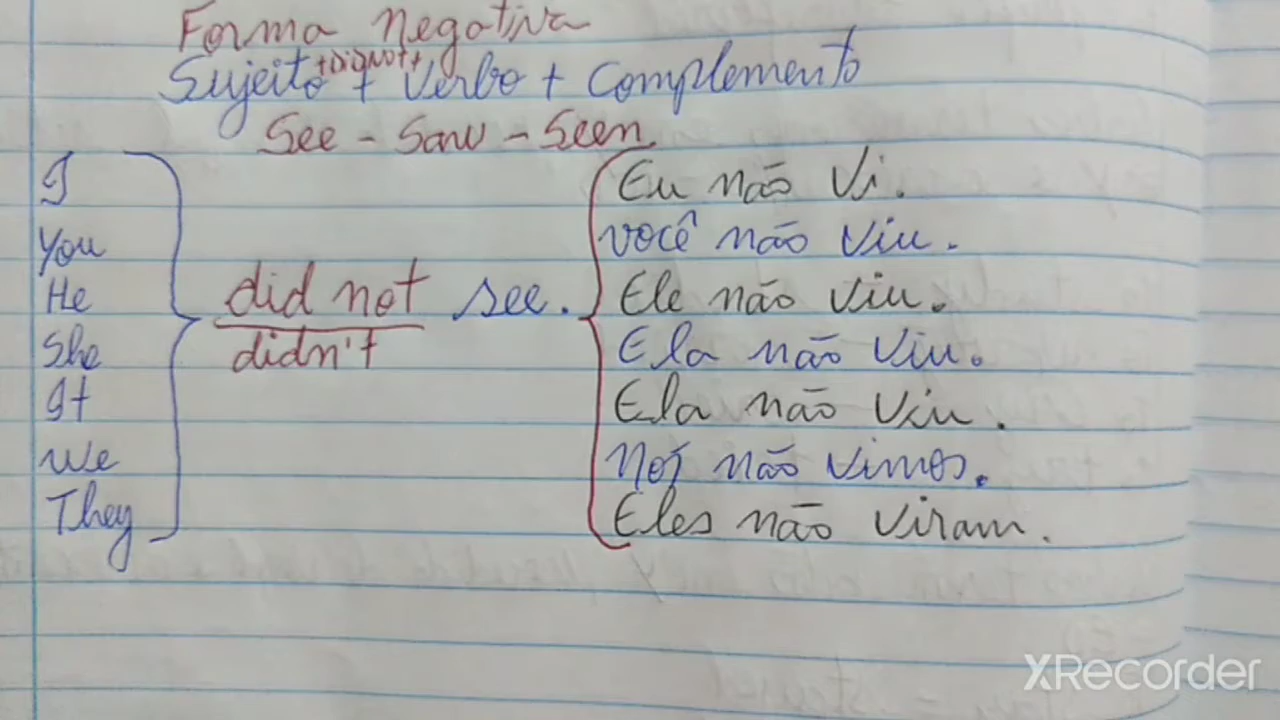 Forma Negativa
Sujeito + DID NOT + Verbo + Complemento
See - Saw - Seen
I
You
He
She
It
We
They
did not see.
didn't
Eu não vi.
você não viu.
Ele não viu.
Ela não viu.
Ela não viu.
Nós não vimos.
Eles não viram.
XRecorder